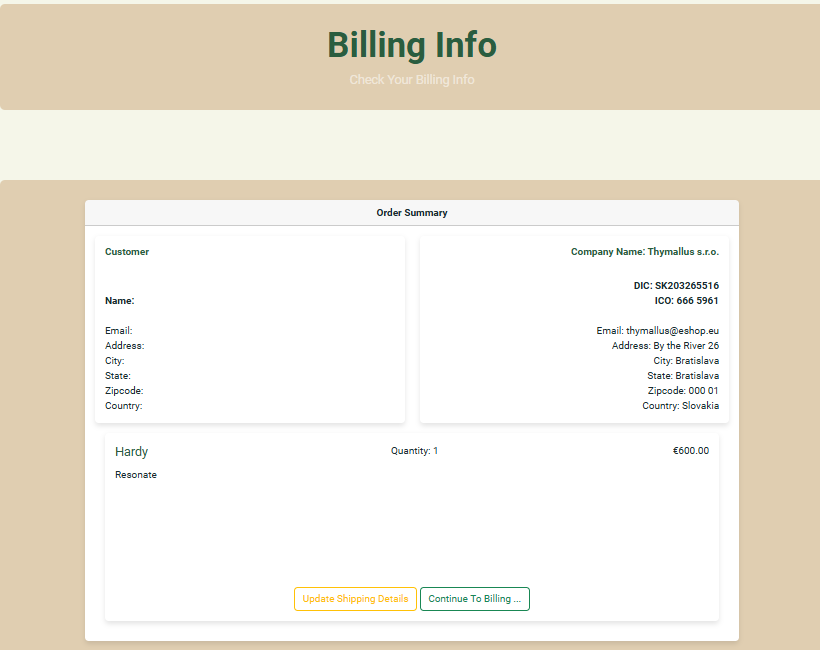 Billing Info
Check Your Billing Info
Order Summary
Customer
Name:
Email:
Address:
City:
State:
Zipcode:
Country:
Company Name: Thymallus s.r.o.
DIC: SK203265516
ICO: 666 5961
Email: thymallus@eshop.eu
Address: By the River 26
City: Bratislava
State: Bratislava
Zipcode: 000 01
Country: Slovakia
Hardy
Quantity: 1
€600.00
Resonate
Update Shipping Details
Continue To Billing ...